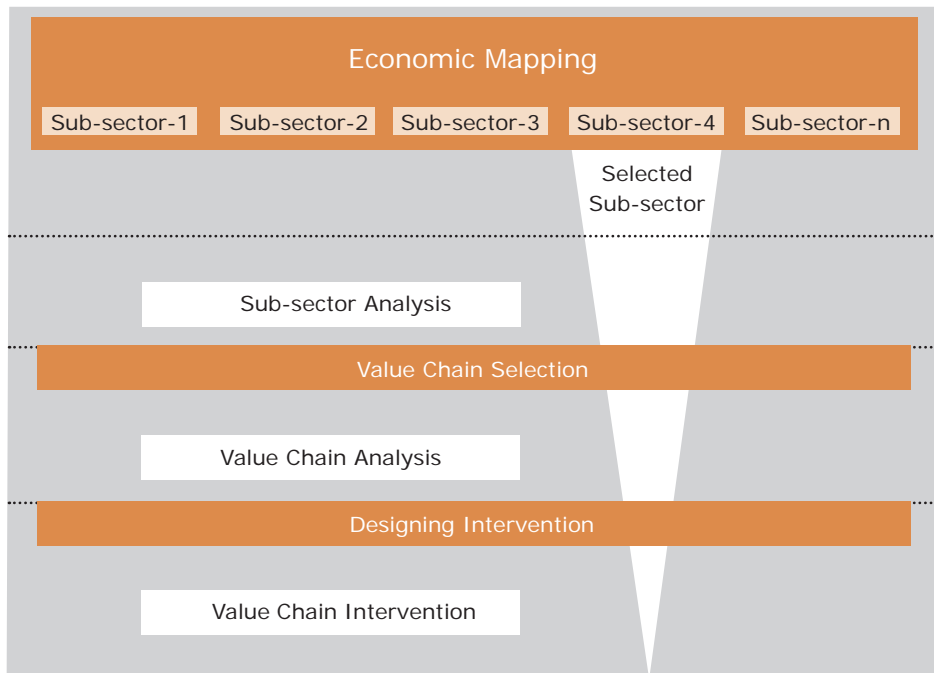 Economic Mapping
Sub-sector-1 Sub-sector-2 Sub-sector-3 Sub-sector-4 Sub-sector-n
Selected
Sub-sector
Sub-sector Analysis
Value Chain Selection
Value Chain Analysis
Designing Intervention
Value Chain Intervention